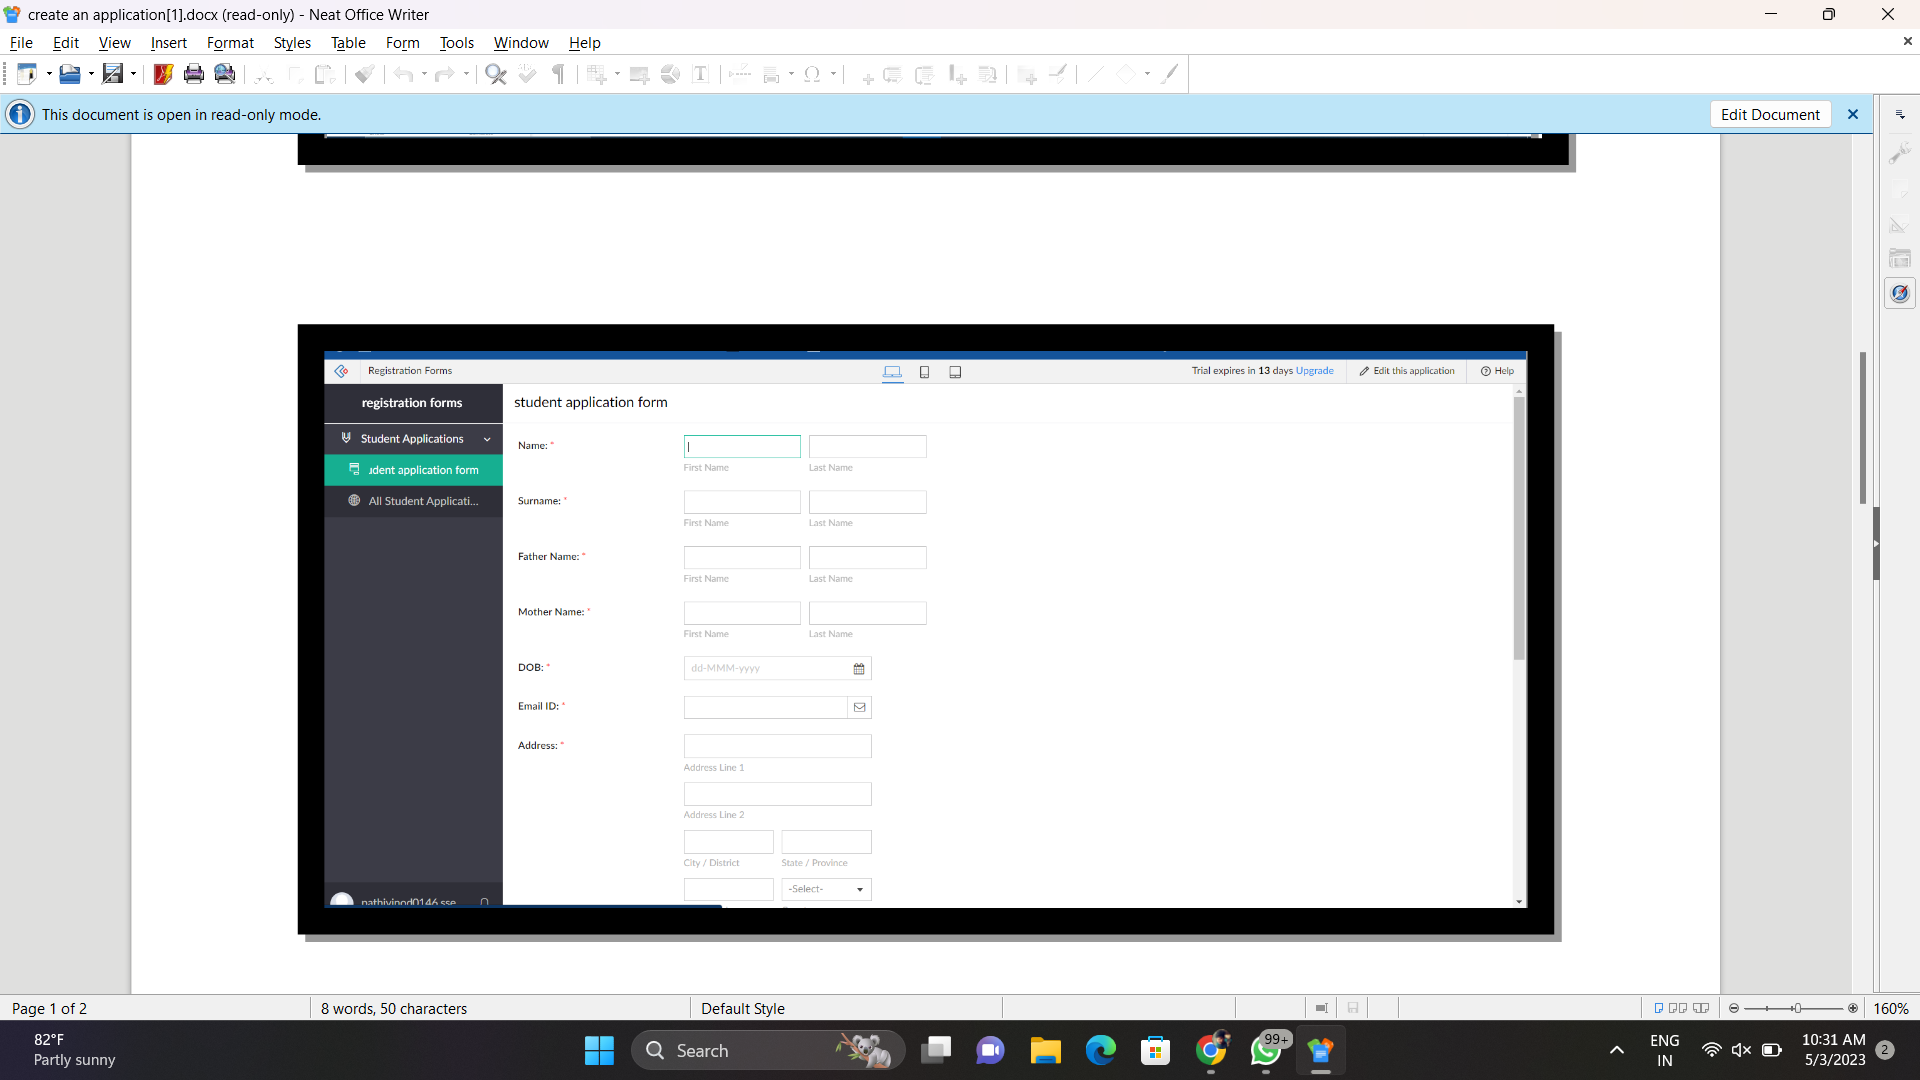 create an application[1].docx (read-only) - Neat Office Writer
File Edit View Insert Format Styles Table Form Tools Window Help
This document is open in read-only mode.
Edit Document
Registration Forms
Trial expires in 13 days Upgrade
Edit this application
Help
registration forms
student application form
Student Applications
dent application form
All Student Applicati...
Name: *
First Name Last Name
Surname: *
First Name Last Name
Father Name: *
First Name Last Name
Mother Name: *
First Name Last Name
DOB: *
dd-MMM-yyyy
Email ID: *
Address: *
Address Line 1
Address Line 2
City / District State / Province
-Select-
Page 1 of 2
8 words, 50 characters
Default Style
160%
82°F
Partly sunny
Search
99+
ENG
IN
10:31 AM
5/3/2023
2